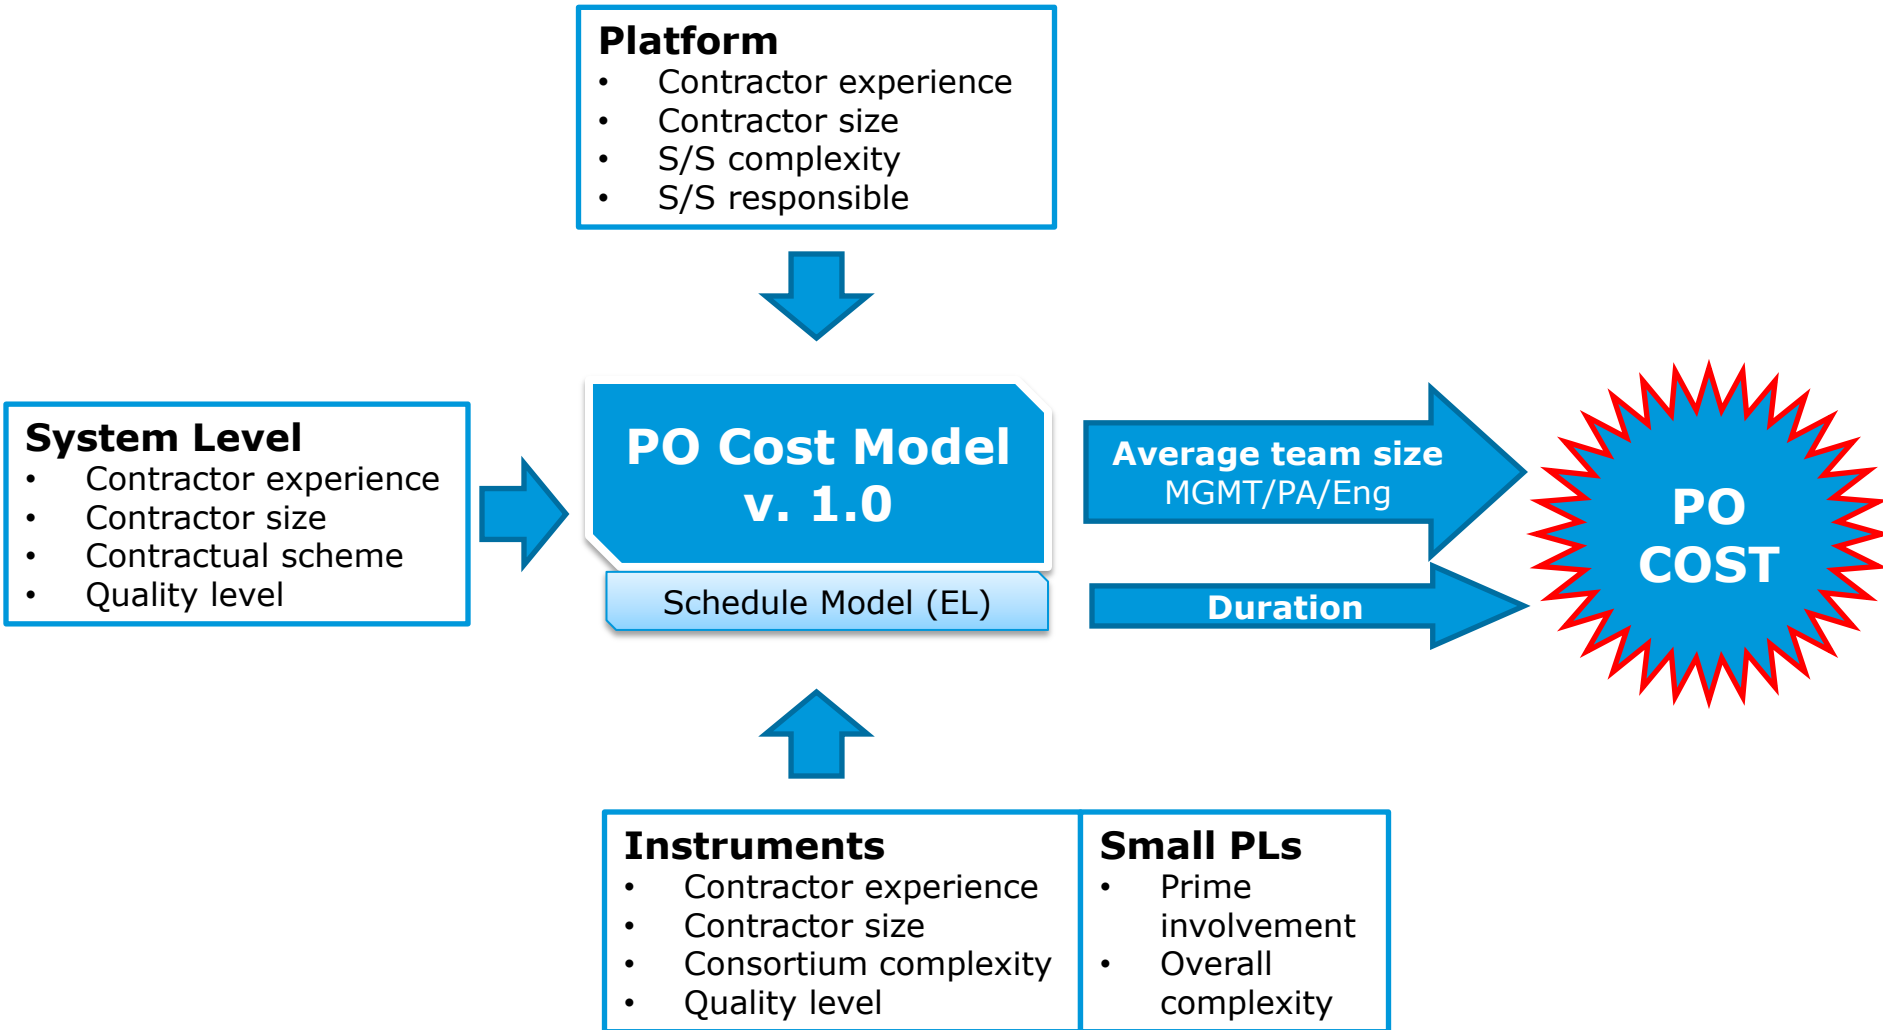 Platform
• Contractor experience
• Contractor size
• S/S complexity
• S/S responsible
System Level
• Contractor experience
• Contractor size
• Contractual scheme
• Quality level
PO Cost Model
v. 1.0
Schedule Model (EL)
Average team size
MGMT/PA/Eng
Duration
PO
COST
Instruments
• Contractor experience
• Contractor size
• Consortium complexity
• Quality level
Small PLs
• Prime
involvement
• Overall
complexity